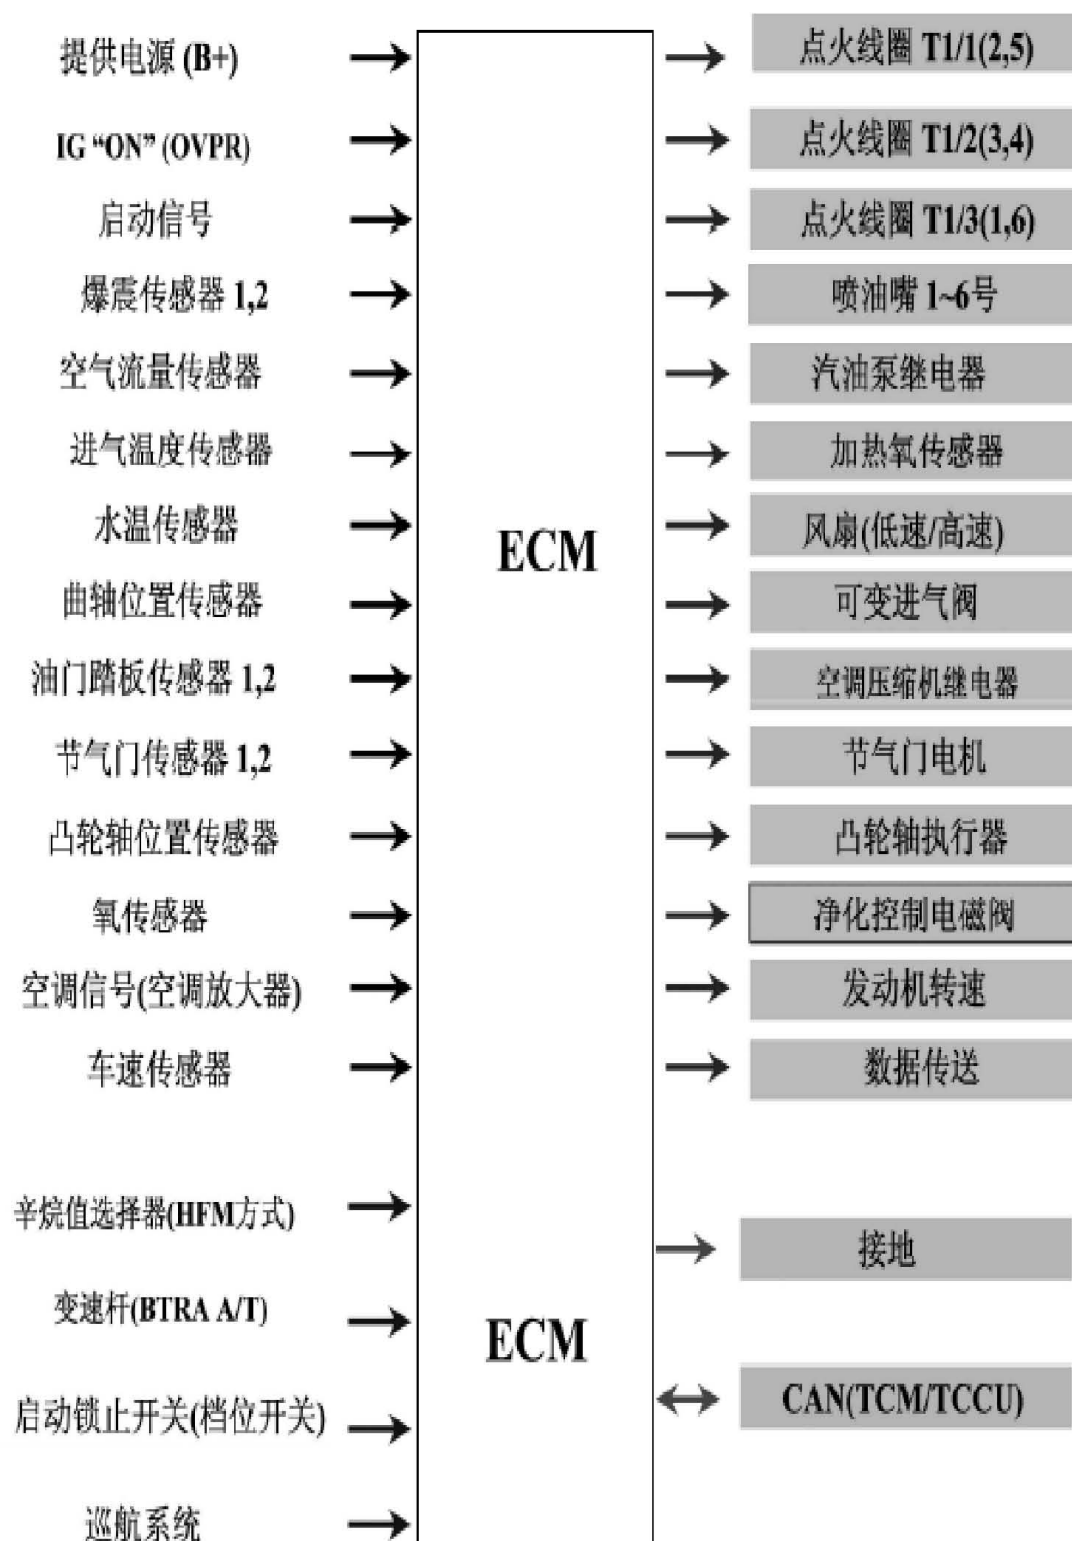 提供电源 (B+)
IG “ON” (OVPR)
启动信号
爆震传感器 1,2
空气流量传感器
进气温度传感器
水温传感器
曲轴位置传感器
油门踏板传感器 1,2
节气门传感器 1,2
凸轮轴位置传感器
氧传感器
空调信号(空调放大器)
车速传感器
辛烷值选择器(HFM方式)
变速杆(BTRA A/T)
启动锁止开关(档位开关)
巡航系统
ECM
ECM
点火线圈 T1/1(2,5)
点火线圈 T1/2(3,4)
点火线圈 T1/3(1,6)
喷油嘴 1~6号
汽油泵继电器
加热氧传感器
风扇(低速/高速)
可变进气阀
空调压缩机继电器
节气门电机
凸轮轴执行器
净化控制电磁阀
发动机转速
数据传送
接地
CAN(TCM/TCCU)